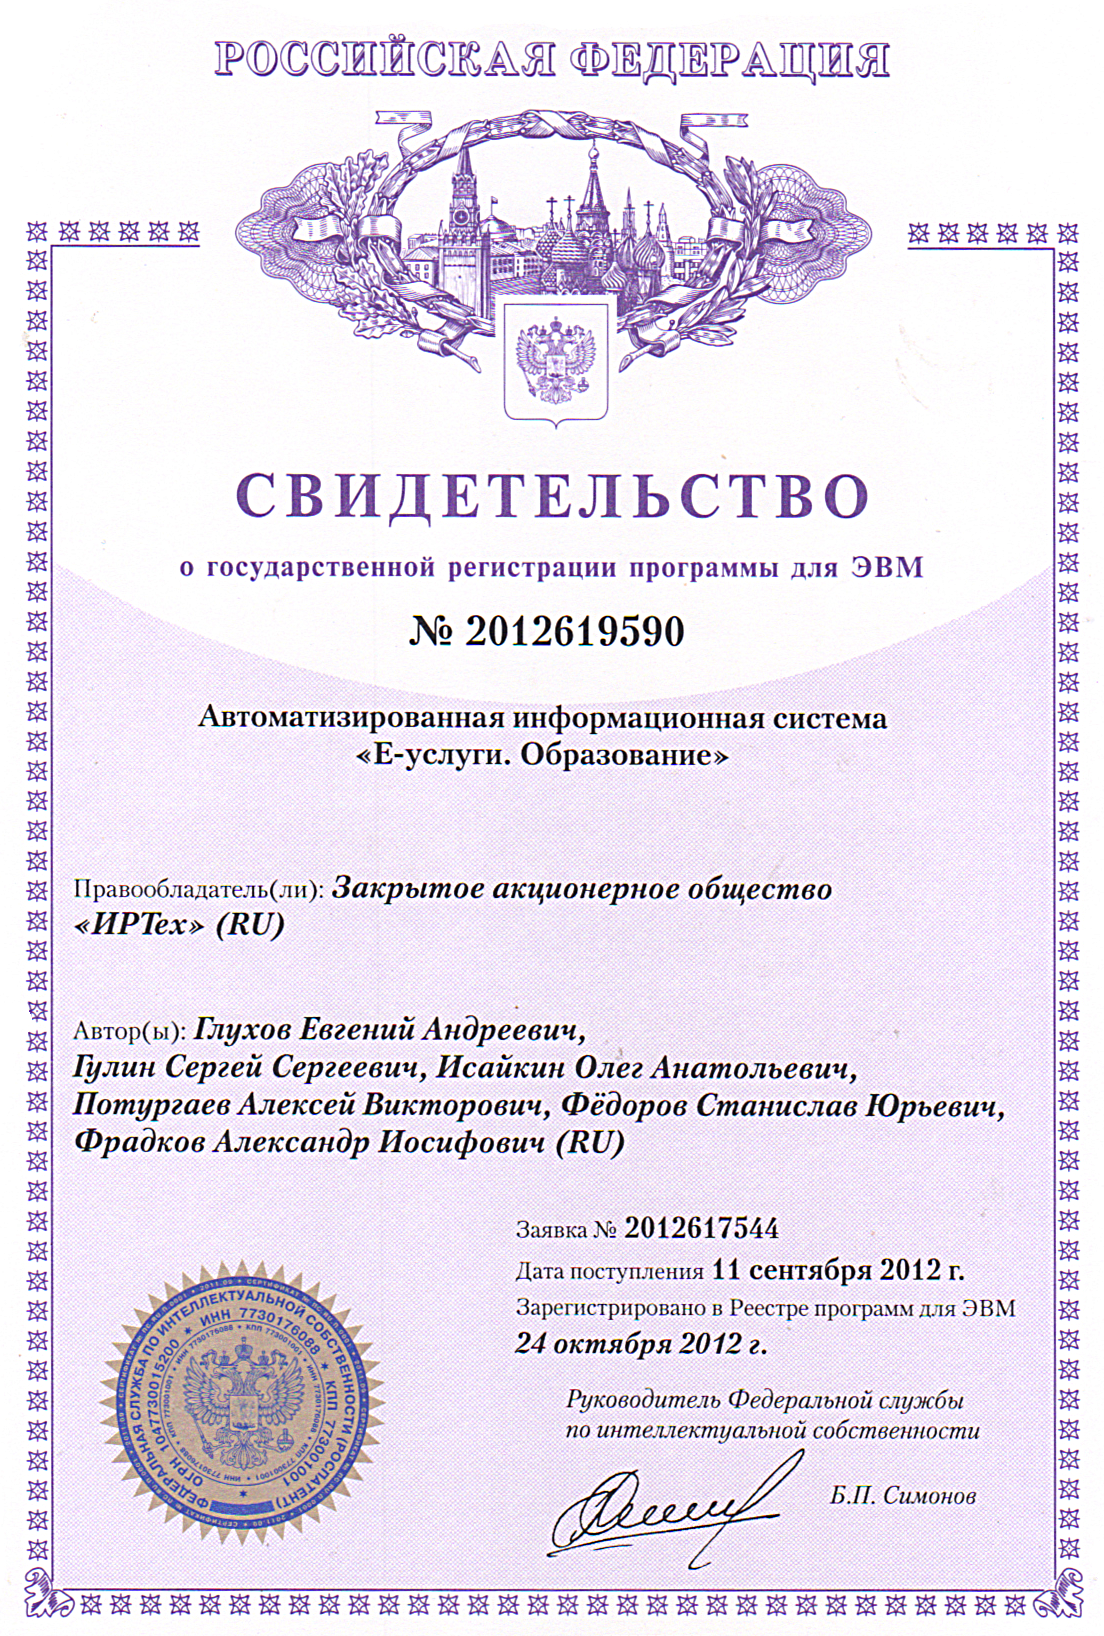 РОССИЙСКАЯ ФЕДЕРАЦИЯ
СВИДЕТЕЛЬСТВО
о государственной регистрации программы для ЭВМ
№ 2012619590
Автоматизированная информационная система
«Е-услуги. Образование»
Правообладатель(ли): Закрытое акционерное общество
«ИРТех» (RU)
Автор(ы): Глухов Евгений Андреевич,
Гулин Сергей Сергеевич, Исайкин Олег Анатольевич,
Потургаев Алексей Викторович, Фёдоров Станислав Юрьевич,
Фрадков Александр Иосифович (RU)
Заявка № 2012617544
Дата поступления 11 сентября 2012 г.
Зарегистрировано в Реестре программ для ЭВМ
24 октября 2012 г.
Руководитель Федеральной службы
по интеллектуальной собственности
Б.П. Симонов
ФЕДЕРАЛЬНАЯ СЛУЖБА ПО ИНТЕЛЛЕКТУАЛЬНОЙ СОБСТВЕННОСТИ (РОСПАТЕНТ)
ОГРН 1047730015200 * ИНН 7730176088 * КПП 773001001